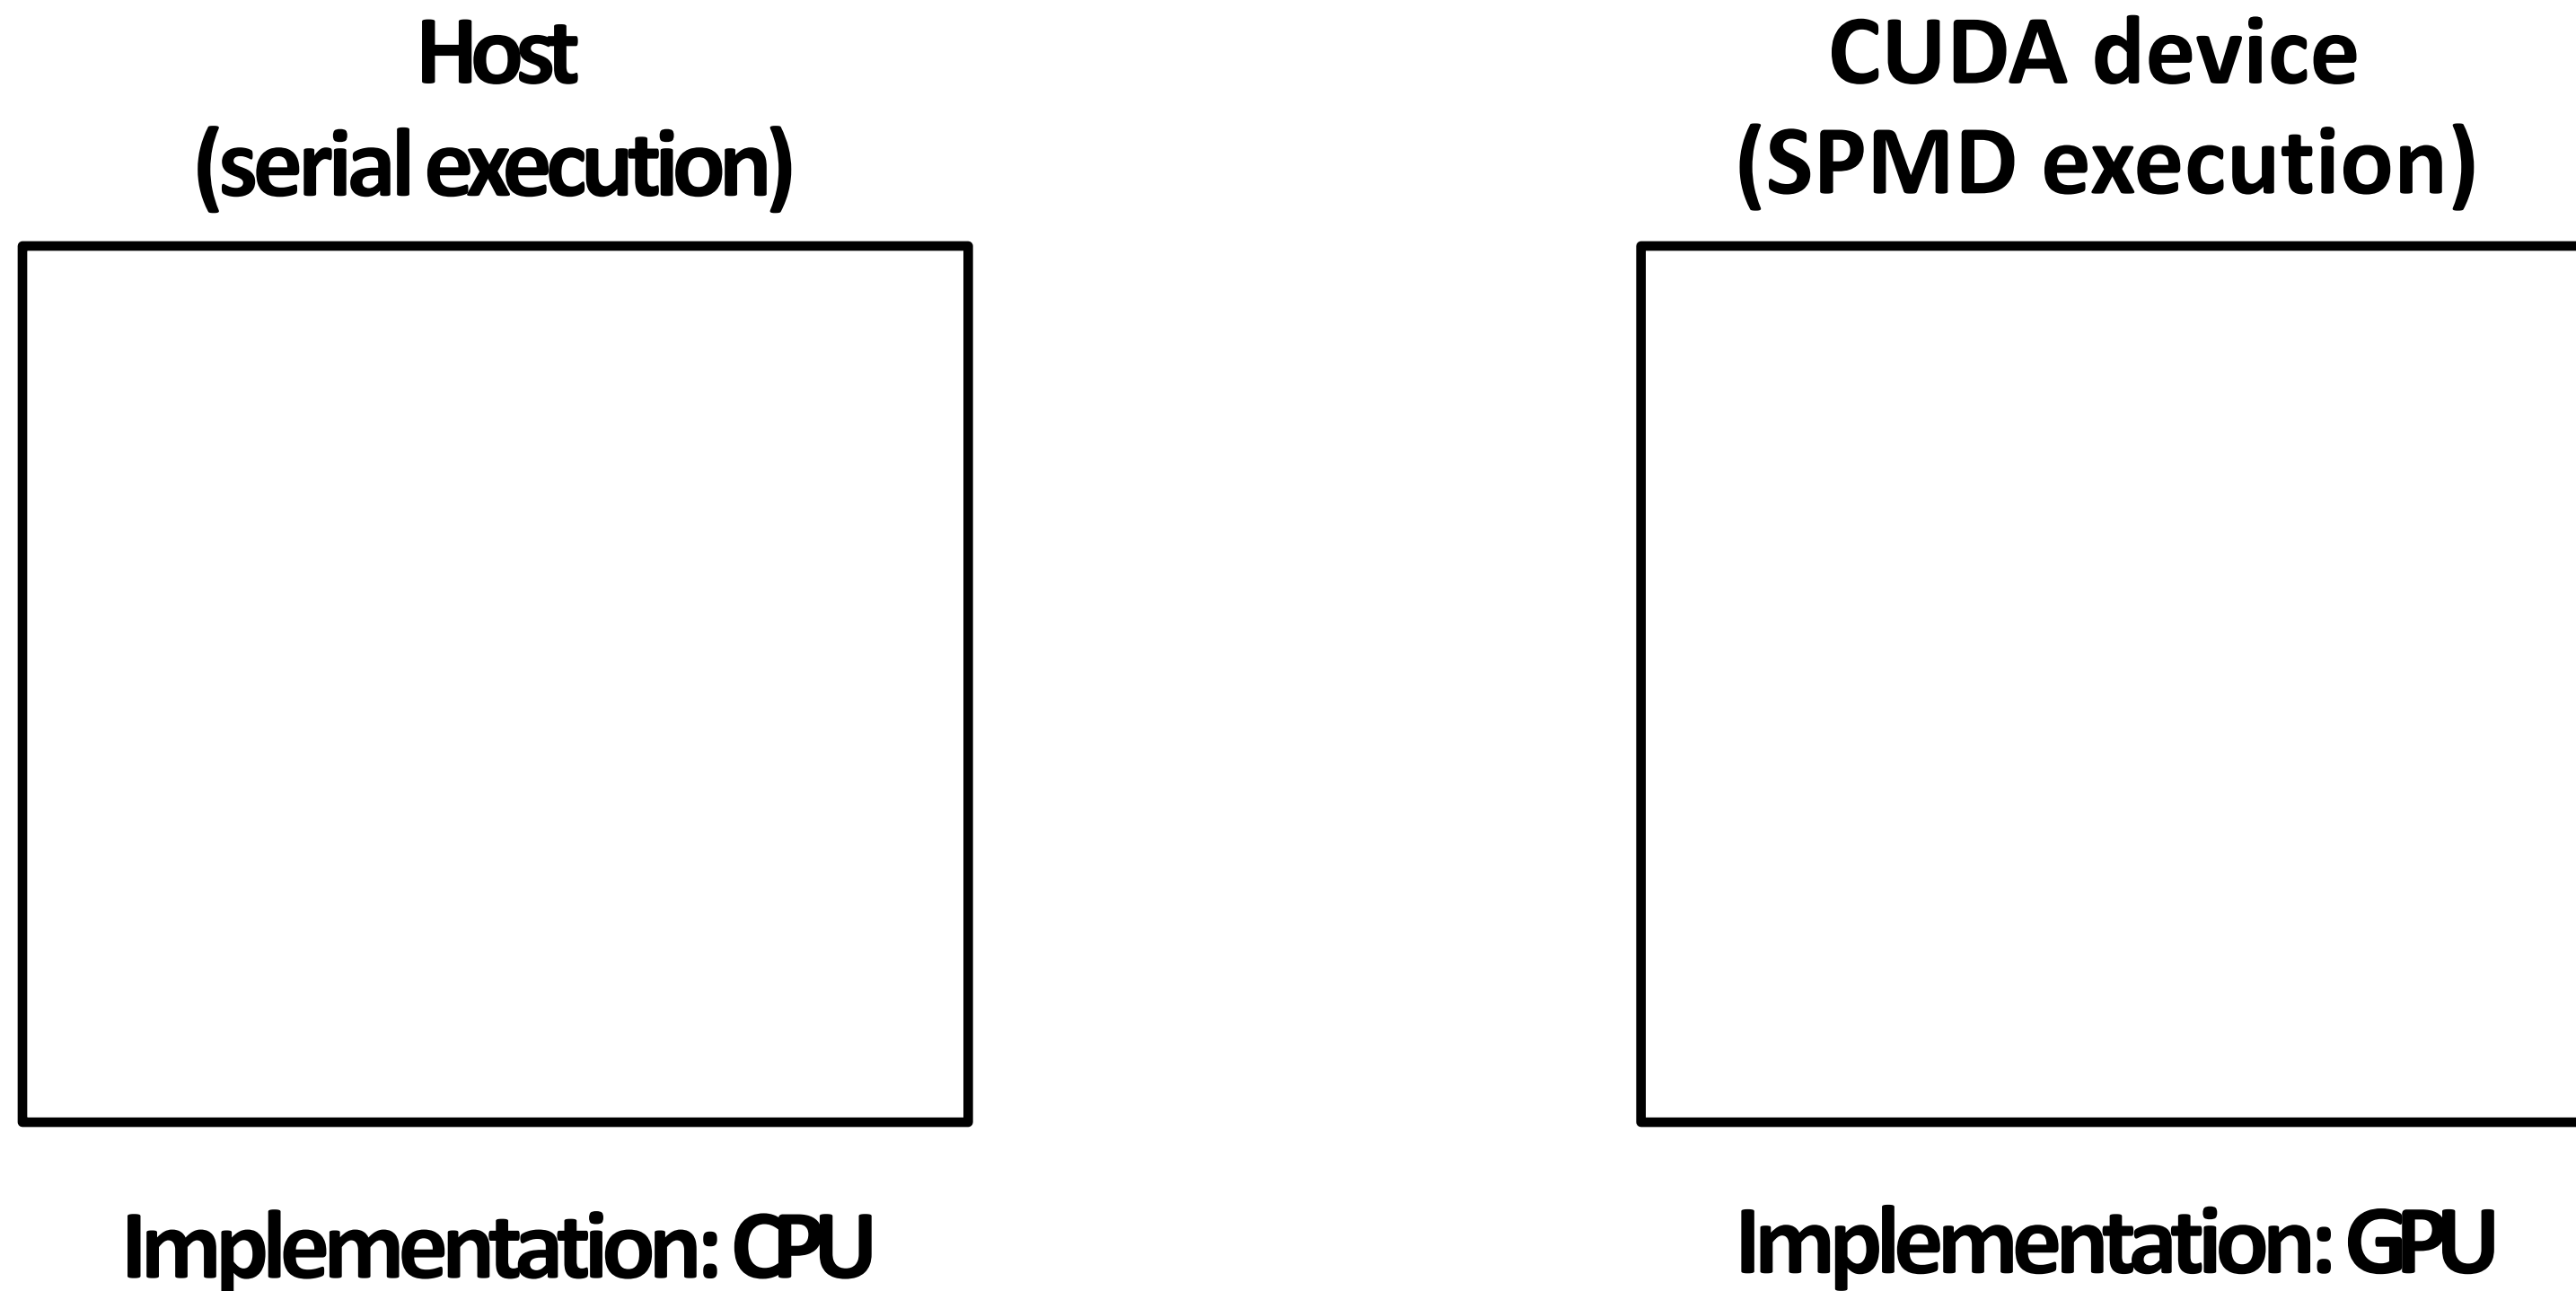 Host
(serial execution)
CUDA device
(SPMD execution)
Implementation: CPU
Implementation: GPU